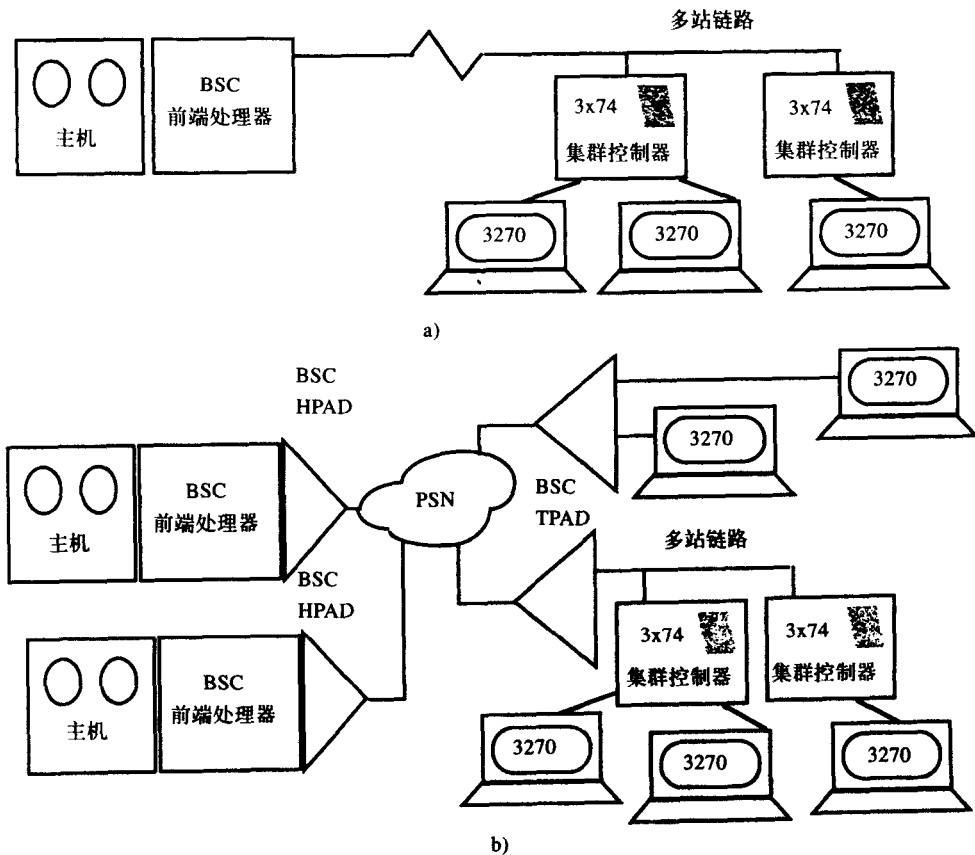 多站链路
BSC
前端处理器
主机
3x74
集群控制器
3x74
集群控制器
3270
3270
3270
a)
BSC
HPAD
3270
3270
BSC
前端处理器
主机
PSN
BSC
TPAD
多站链路
BSC
HPAD
3x74
集群控制器
3x74
集群控制器
BSC
前端处理器
主机
3270
3270
3270
b)